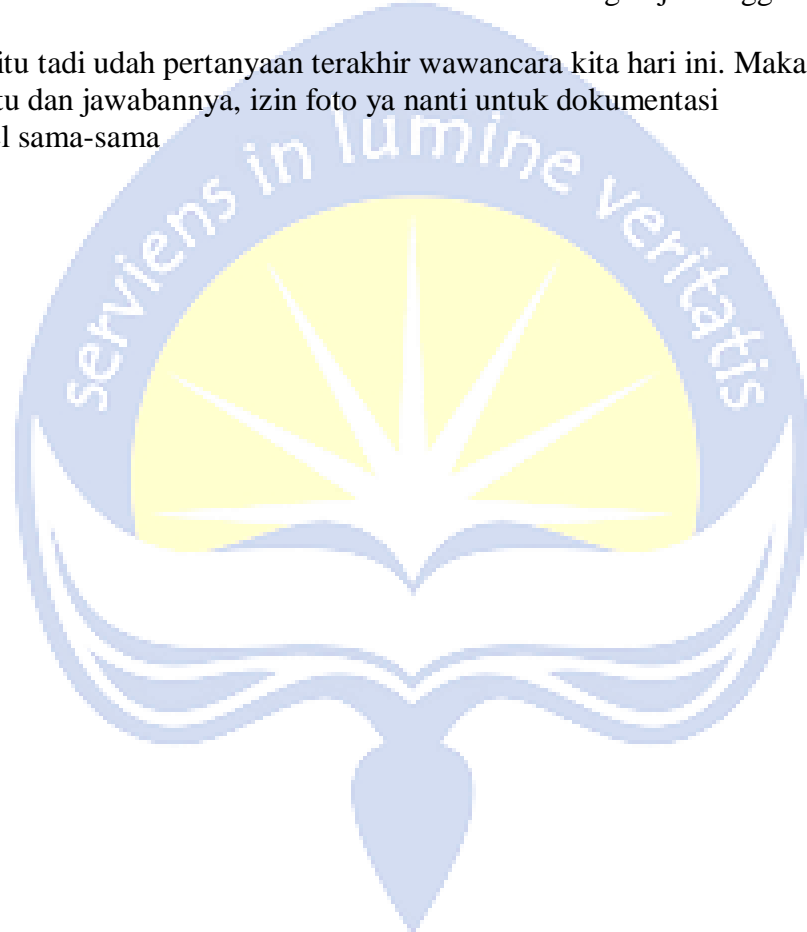 itu tadi udah pertanyaan terakhir wawancara kita hari ini. Maka
tu dan jawabannya, izin foto ya nanti untuk dokumentasi
l sama-sama
serviens in lumine veritatis